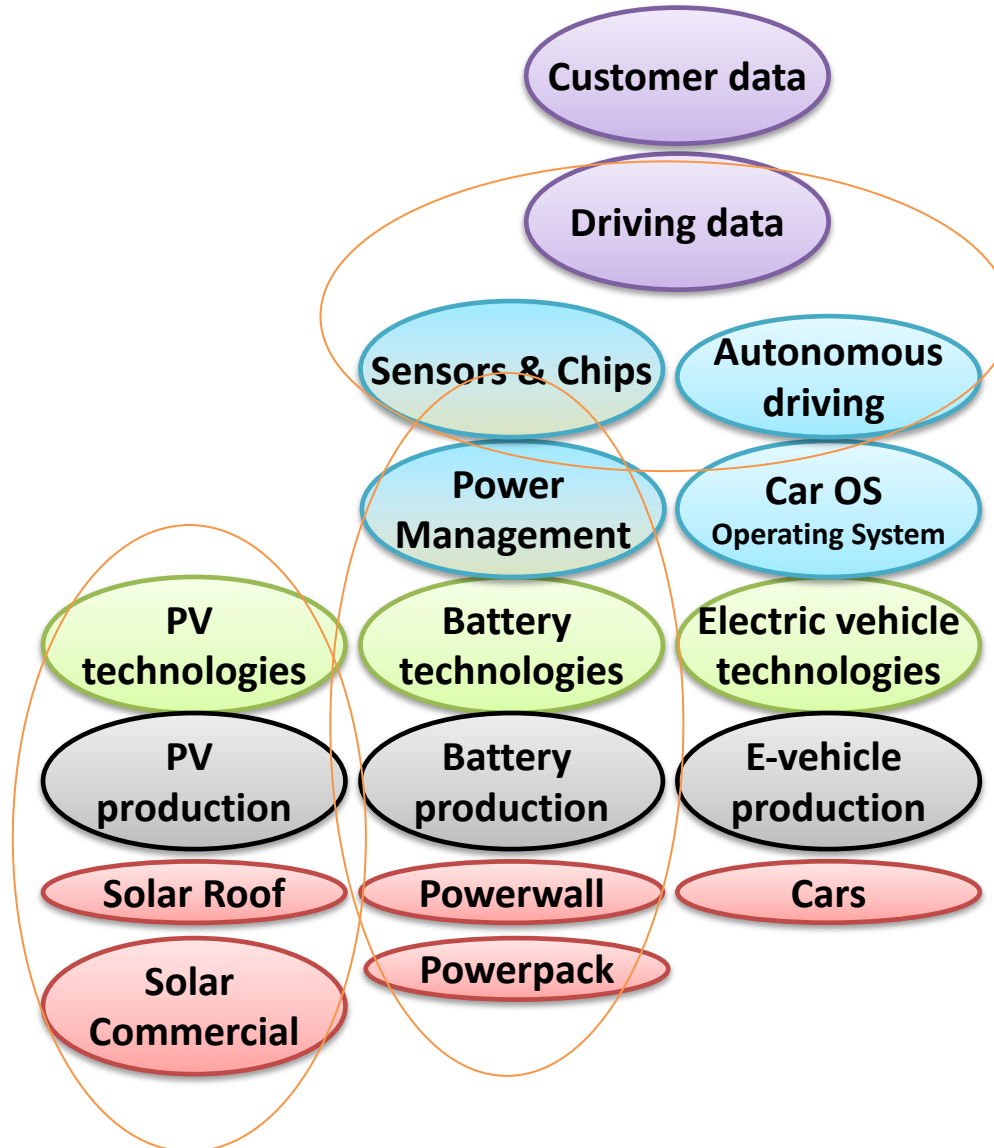 Customer data
Driving data
Sensors & Chips
Autonomous
driving
Power
Management
Car OS
Operating System
PV
technologies
Battery
technologies
Electric vehicle
technologies
PV
production
Battery
production
E-vehicle
production
Solar Roof
Powerwall
Cars
Solar
Commercial
Powerpack